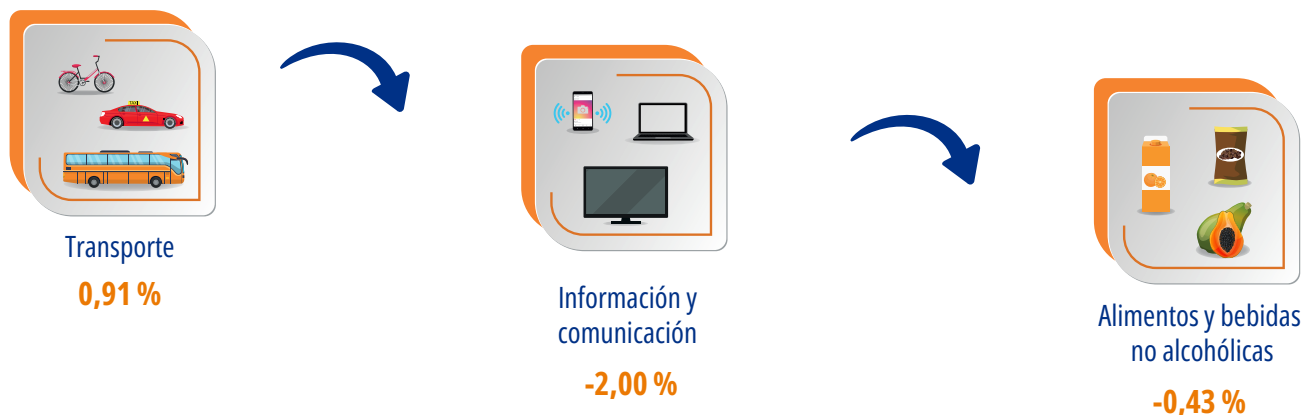 Transporte
0,91 %
Información y
comunicación
-2,00 %
Alimentos y bebidas
no alcohólicas
-0,43 %